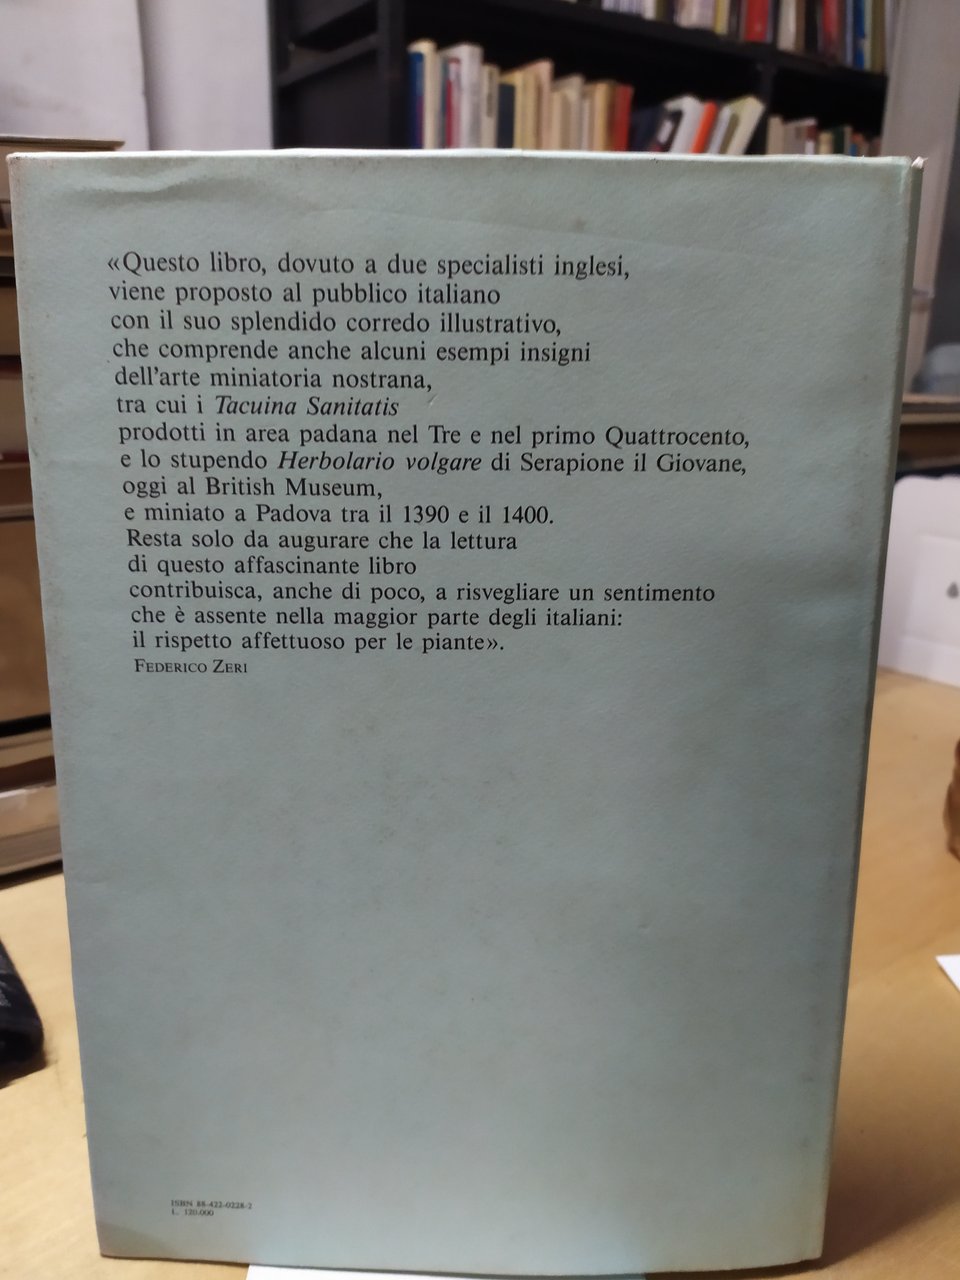 «Questo libro, dovuto a due specialisti inglesi,
viene proposto al pubblico italiano
con il suo splendido corredo illustrativo,
che comprende anche alcuni esempi insigni
dell'arte miniatoria nostrana,
tra cui i Tacuina Sanitatis
prodotti in area padana nel Tre e nel primo Quattrocento,
e lo stupendo Herbolario volgare di Serapione il Giovane,
oggi al British Museum,
e miniato a Padova tra il 1390 e il 1400.
Resta solo da augurare che la lettura
di questo affascinante libro
contribuisca, anche di poco, a risvegliare un sentimento
che è assente nella maggior parte degli italiani:
il rispetto affettuoso per le piante».
FEDERICO ZERI
ISBN 88-422-0228-2
L. 120.000